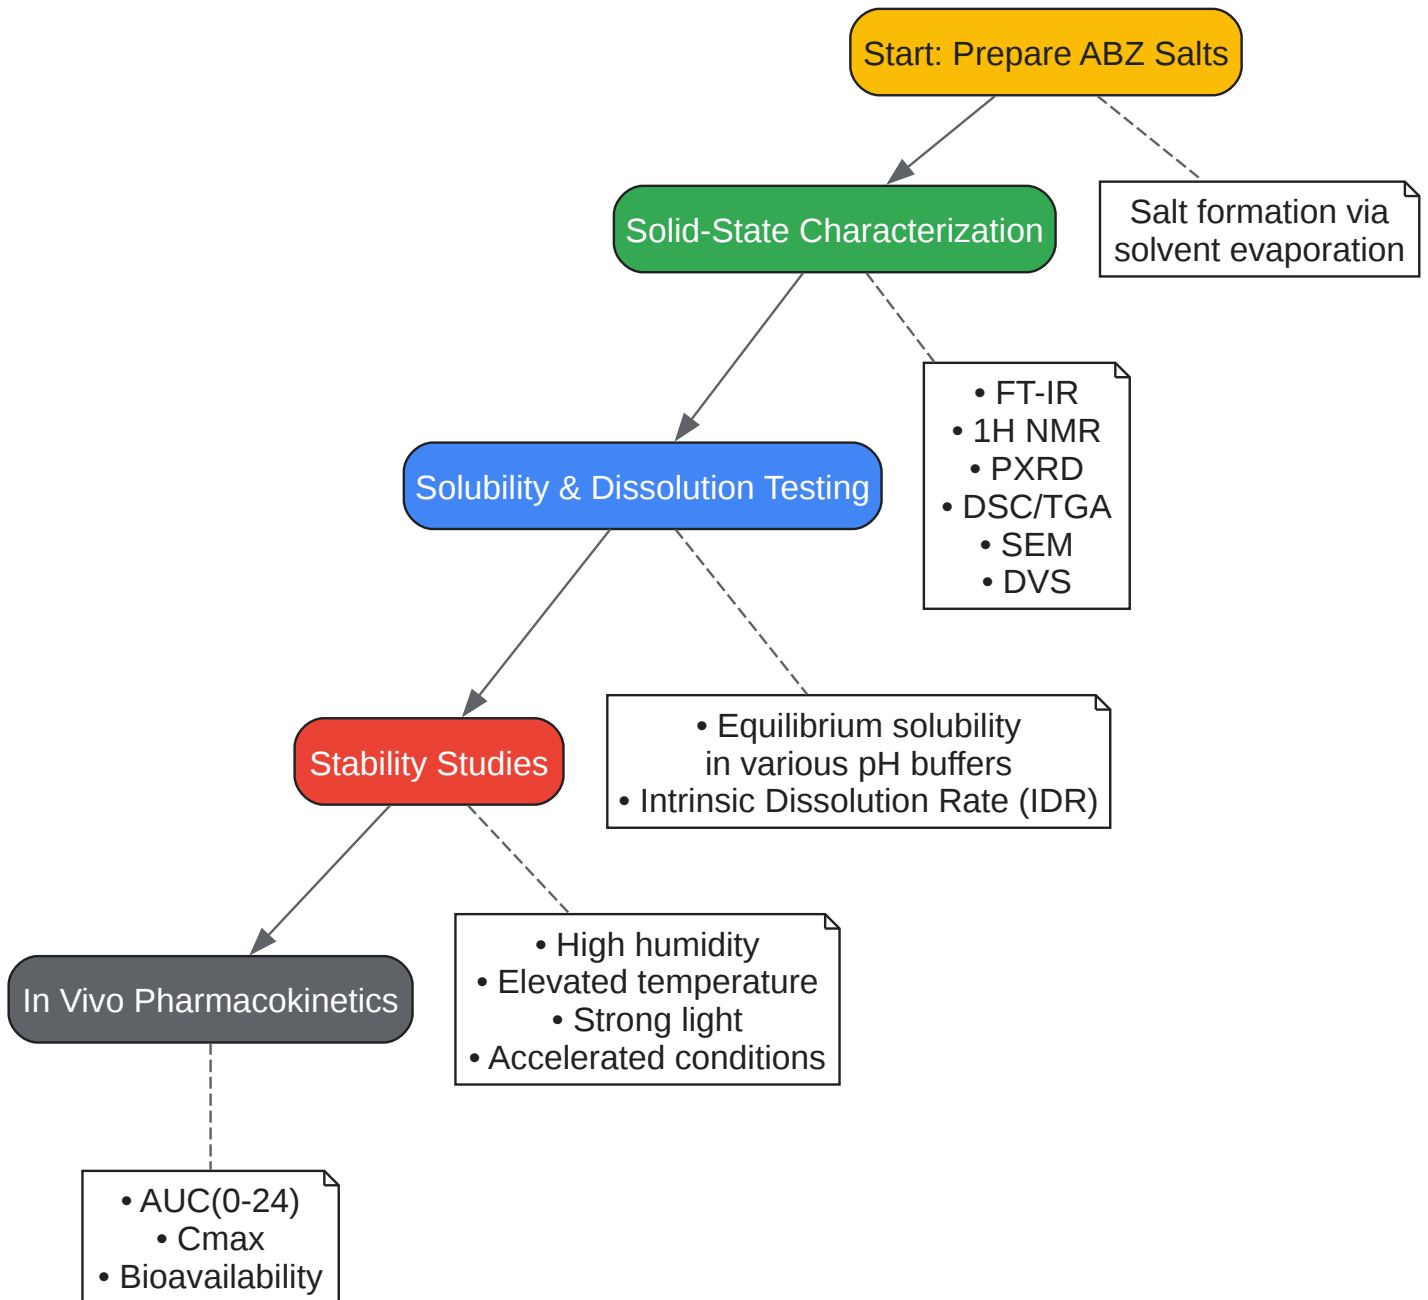 Start: Prepare ABZ Salts
Salt formation via
solvent evaporation
Solid-State Characterization
• FT-IR
• 1H NMR
• PXRD
• DSC/TGA
• SEM
• DVS
Solubility & Dissolution Testing
• Equilibrium solubility
in various pH buffers
• Intrinsic Dissolution Rate (IDR)
Stability Studies
• High humidity
• Elevated temperature
• Strong light
• Accelerated conditions
In Vivo Pharmacokinetics
• AUC(0-24)
• Cmax
• Bioavailability